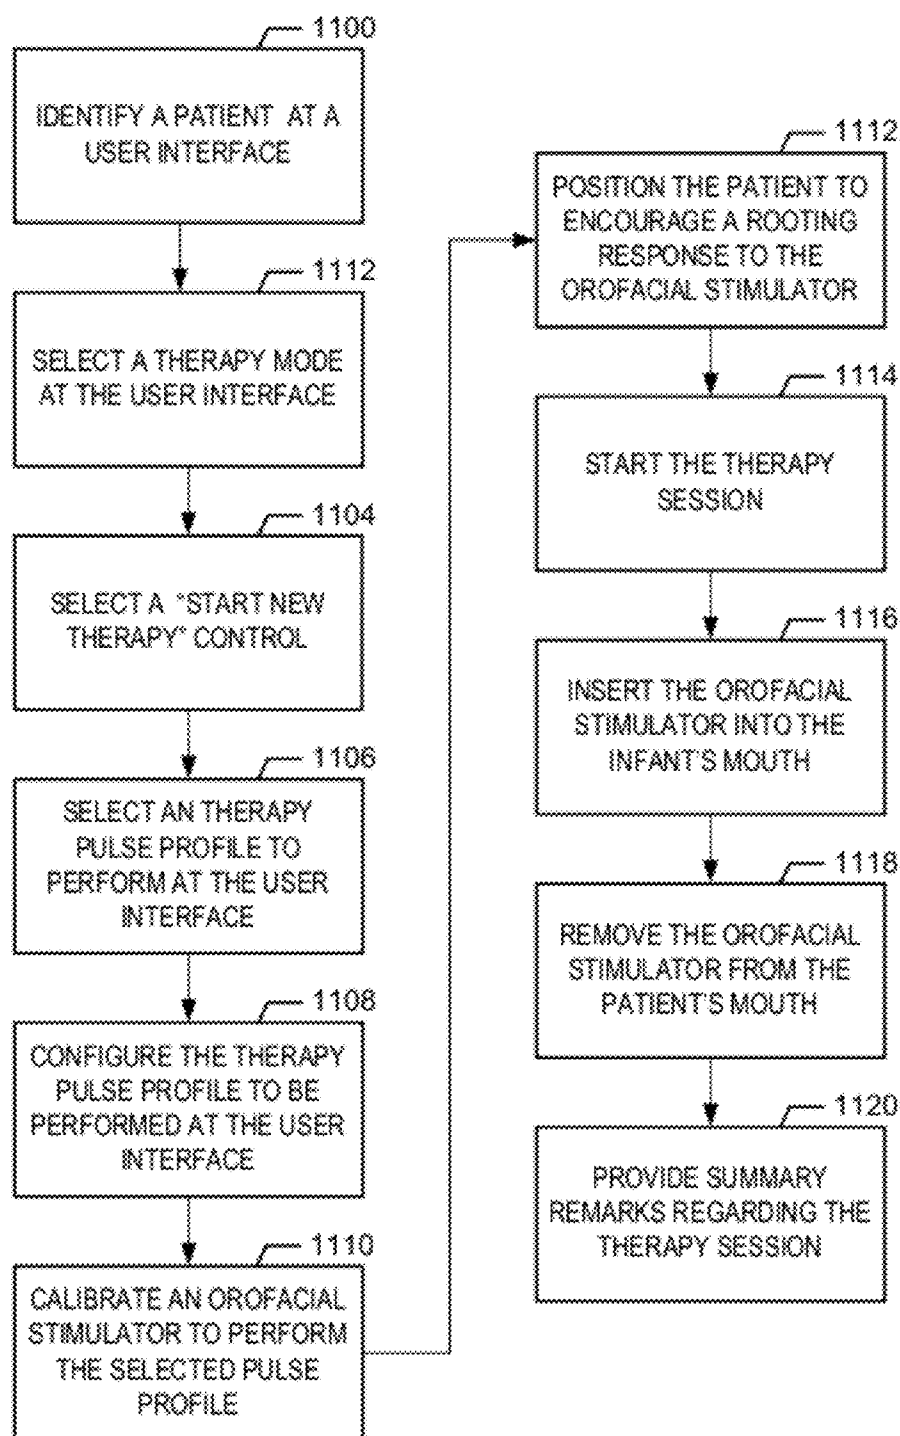 1100
IDENTIFY A PATIENT AT A
USER INTERFACE
1112
SELECT A THERAPY MODE
AT THE USER INTERFACE
1104
SELECT A "START NEW
THERAPY" CONTROL
1106
SELECT AN THERAPY
PULSE PROFILE TO
PERFORM AT THE USER
INTERFACE
1108
CONFIGURE THE THERAPY
PULSE PROFILE TO BE
PERFORMED AT THE USER
INTERFACE
1110
CALIBRATE AN OROFACIAL
STIMULATOR TO PERFORM
THE SELECTED PULSE
PROFILE
1112
POSITION THE PATIENT TO
ENCOURAGE A ROOTING
RESPONSE TO THE
OROFACIAL STIMULATOR
1114
START THE THERAPY
SESSION
1116
INSERT THE OROFACIAL
STIMULATOR INTO THE
INFANT'S MOUTH
1118
REMOVE THE OROFACIAL
STIMULATOR FROM THE
PATIENT'S MOUTH
1120
PROVIDE SUMMARY
REMARKS REGARDING THE
THERAPY SESSION